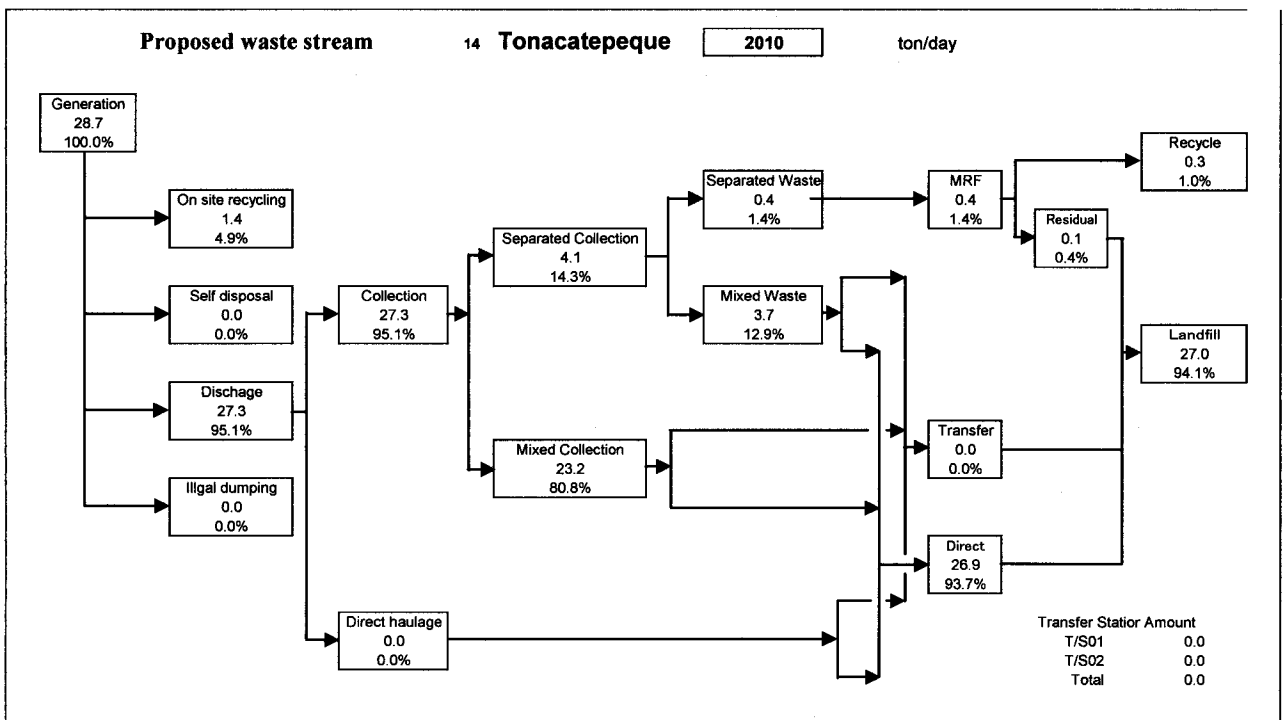 Proposed waste stream 14 Tonacatepeque 2010 ton/day
Generation
28.7
100.0%
On site recycling
1.4
4.9%
Self disposal
0.0
0.0%
Dischage
27.3
95.1%
Illgal dumping
0.0
0.0%
Collection
27.3
95.1%
Direct haulage
0.0
0.0%
Separated Collection
4.1
14.3%
Mixed Collection
23.2
80.8%
Separated Waste
0.4
1.4%
Mixed Waste
3.7
12.9%
MRF
0.4
1.4%
Transfer
0.0
0.0%
Direct
26.9
93.7%
Recycle
0.3
1.0%
Residual
0.1
0.4%
Landfill
27.0
94.1%
Transfer Statior Amount
T/S01 0.0
T/S02 0.0
Total 0.0